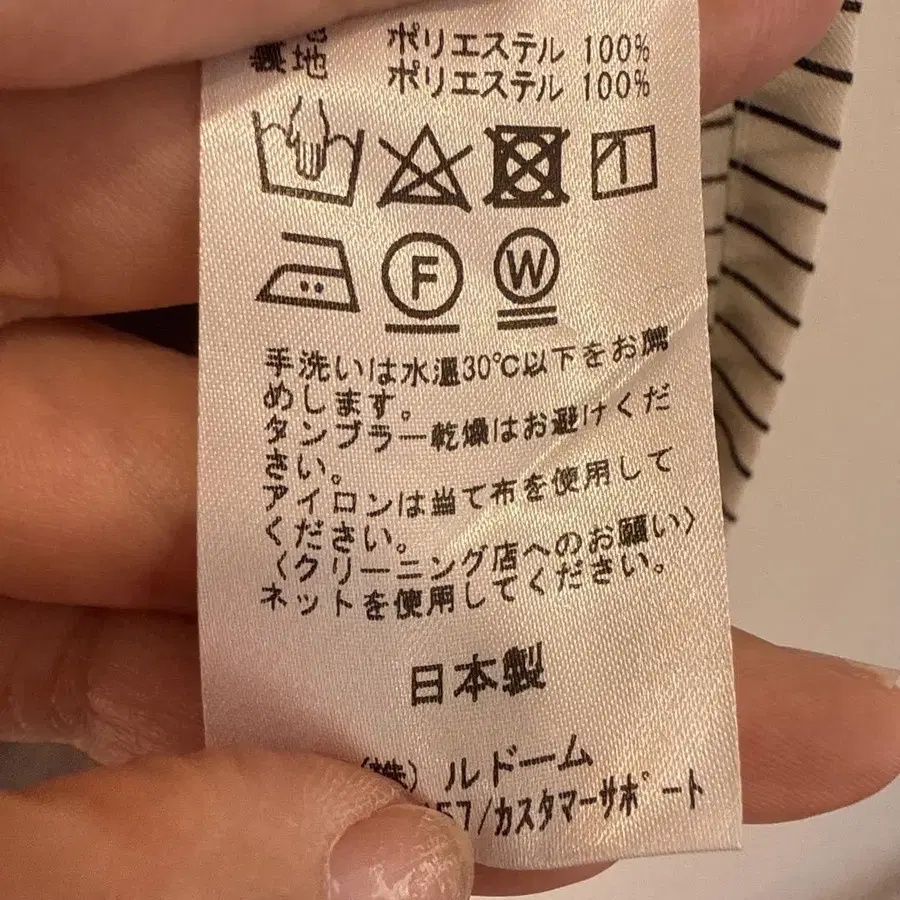 地 ポリエステル 100%
裏地 ポリエステル 100%
F W
手洗いは水温30℃以下をお薦
めします。
タンブラー乾燥はお避けくだ
さい。
アイロンは当て布を使用して
ください。
〈クリーニング店へのお願い〉
ネットを使用してください。
日本製
(株) ルドーム
57/カスタマーサポート